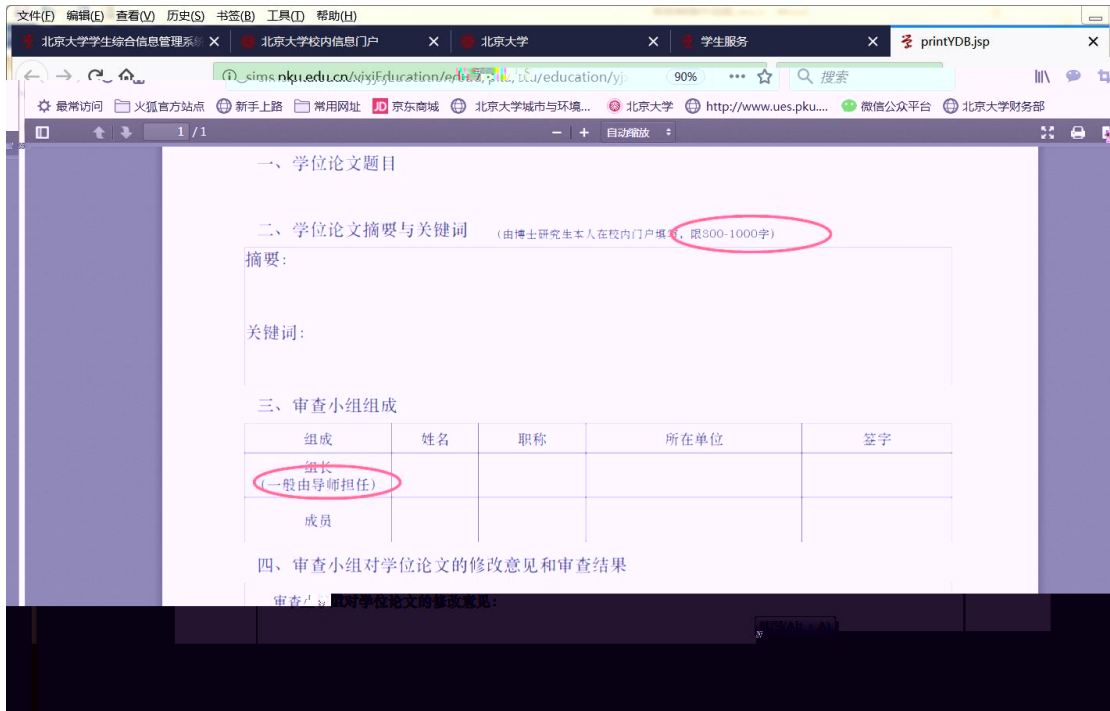 文件(F) 编辑(E) 查看(V) 历史(S) 书签(B) 工具(T) 帮助(H)
北京大学学生综合信息管理系统 北京大学校内信息门户 北京大学 学生服务 printYDB.jsp
90% 搜索
最常访问 火狐官方站点 新手上路 常用网址 JD 京东商城 北京大学城市与环境... 北京大学 http://www.ues.pku.... 微信公众平台 北京大学财务部
1 / 1 自动缩放
一、学位论文题目
二、学位论文摘要与关键词 (由博士研究生本人在校内门户填写，限800-1000字)
摘要:
关键词:
三、审查小组组成
组成 姓名 职称 所在单位 签字
组长
(一般由导师担任)
成员
四、审查小组对学位论文的修改意见和审查结果
审查小组对学位论文的修改意见: